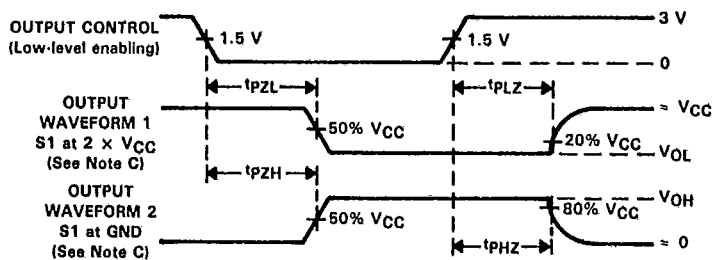 OUTPUT CONTROL
(Low-level enabling)
1.5 V
1.5 V
3 V
0
tPZL
tPLZ
OUTPUT
WAVEFORM 1
S1 at 2 × VCC
(See Note C)
50% VCC
20% VCC
≈ VCC
VOL
tPZH
OUTPUT
WAVEFORM 2
S1 at GND
(See Note C)
50% VCC
80% VCC
VOH
≈ 0
tPHZ